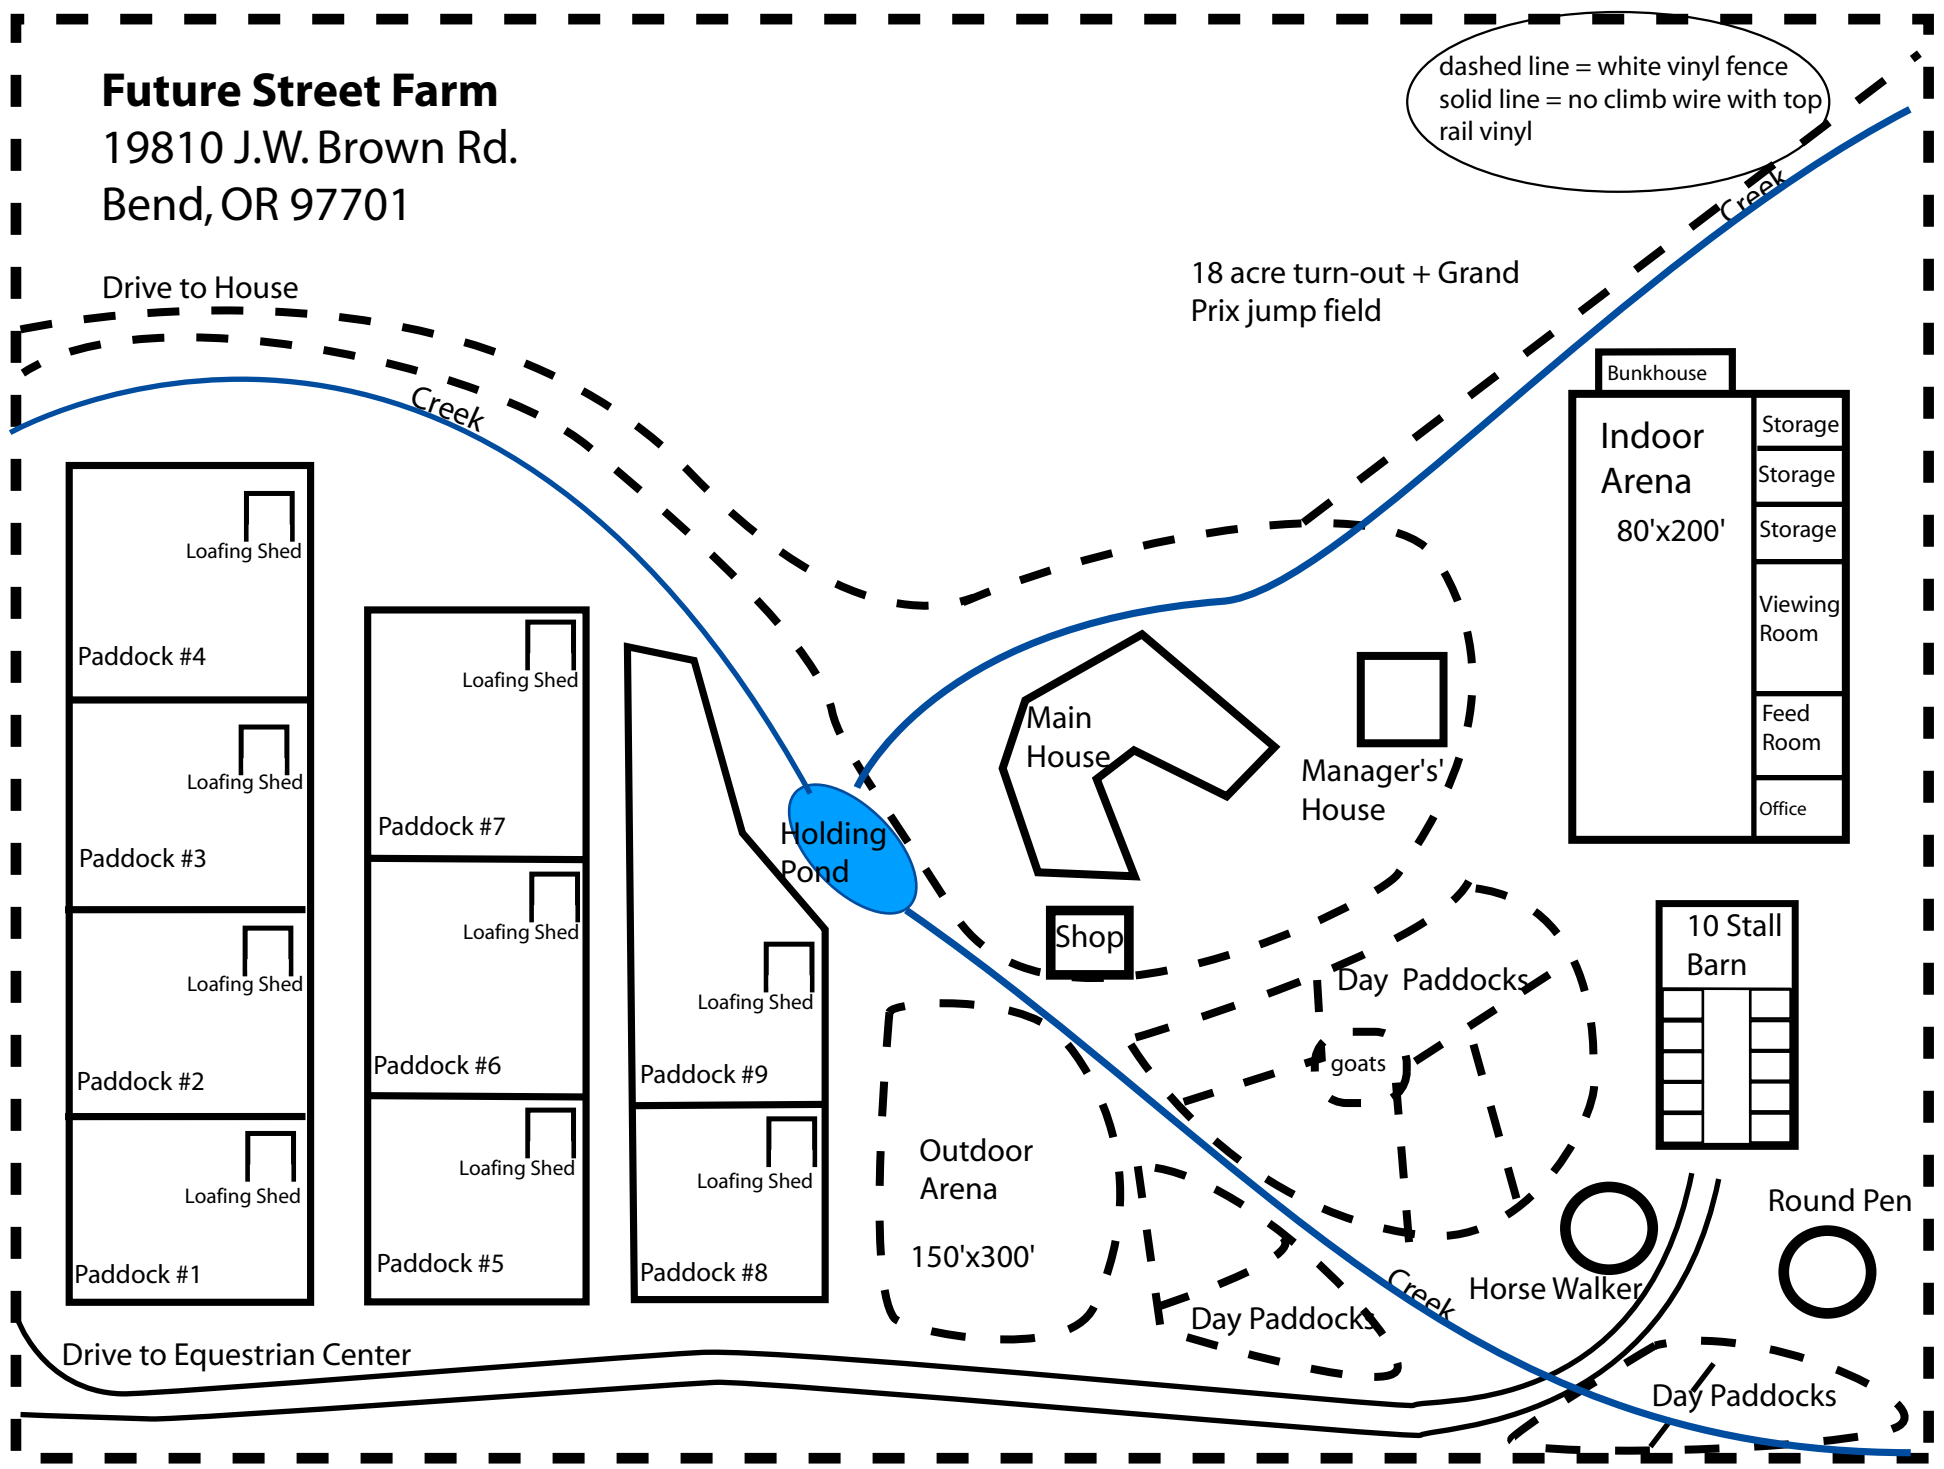 Future Street Farm
19810 J.W. Brown Rd.
Bend, OR 97701
dashed line = white vinyl fence
solid line = no climb wire with top
rail vinyl
Creek
18 acre turn-out + Grand
Prix jump field
Drive to House
Creek
Bunkhouse
Indoor
Arena
80'x200'
Storage
Storage
Storage
Viewing
Room
Feed
Room
Office
Loafing Shed
Paddock #4
Loafing Shed
Paddock #3
Loafing Shed
Paddock #2
Loafing Shed
Paddock #1
Loafing Shed
Paddock #7
Loafing Shed
Paddock #6
Loafing Shed
Paddock #5
Loafing Shed
Paddock #9
Loafing Shed
Paddock #8
Holding
Pond
Main
House
Manager's'
House
Shop
Day Paddocks
goats
10 Stall
Barn
Outdoor
Arena
150'x300'
Day Paddocks
Creek
Horse Walker
Round Pen
Day Paddocks
Drive to Equestrian Center